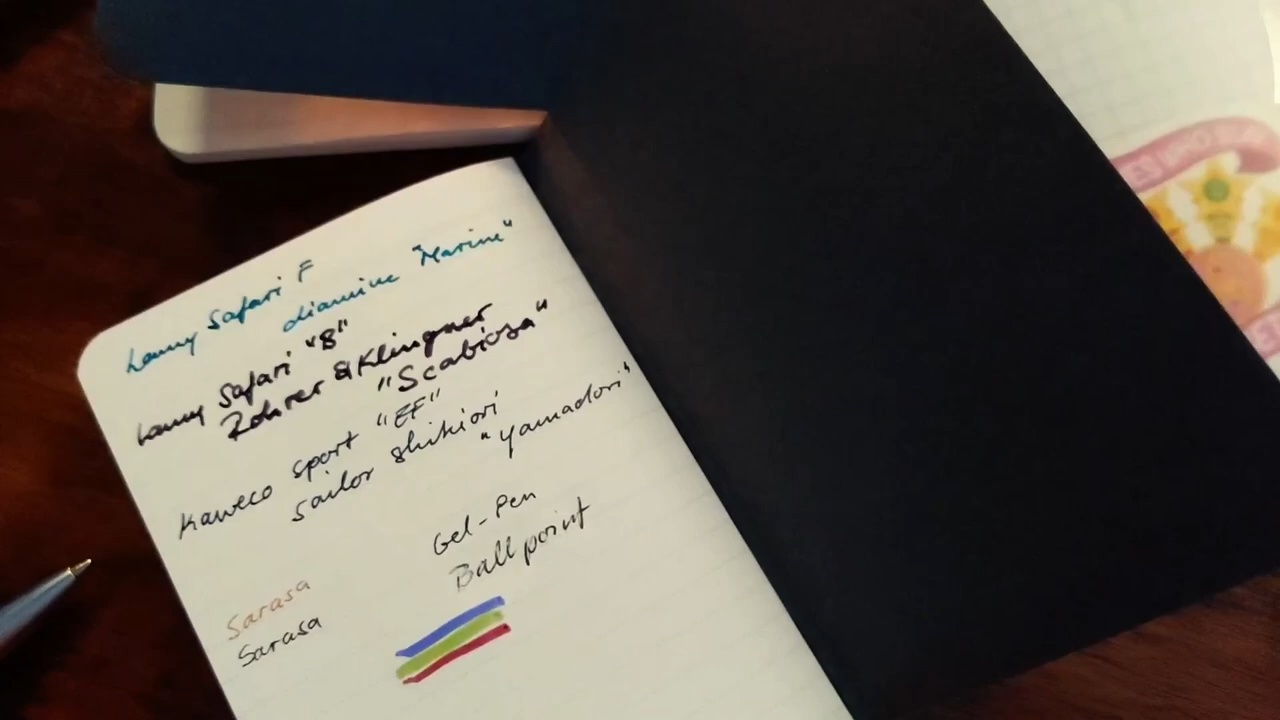 Lamy Safari F
diamine "Marine"
Lamy Safari "B"
Rohrer & Klingner
"Scabiosa"
Kaweco sport "EF"
sailor shikiori
"yamadori"
Gel-Pen
Ballpoint
Sarasa
Sarasa